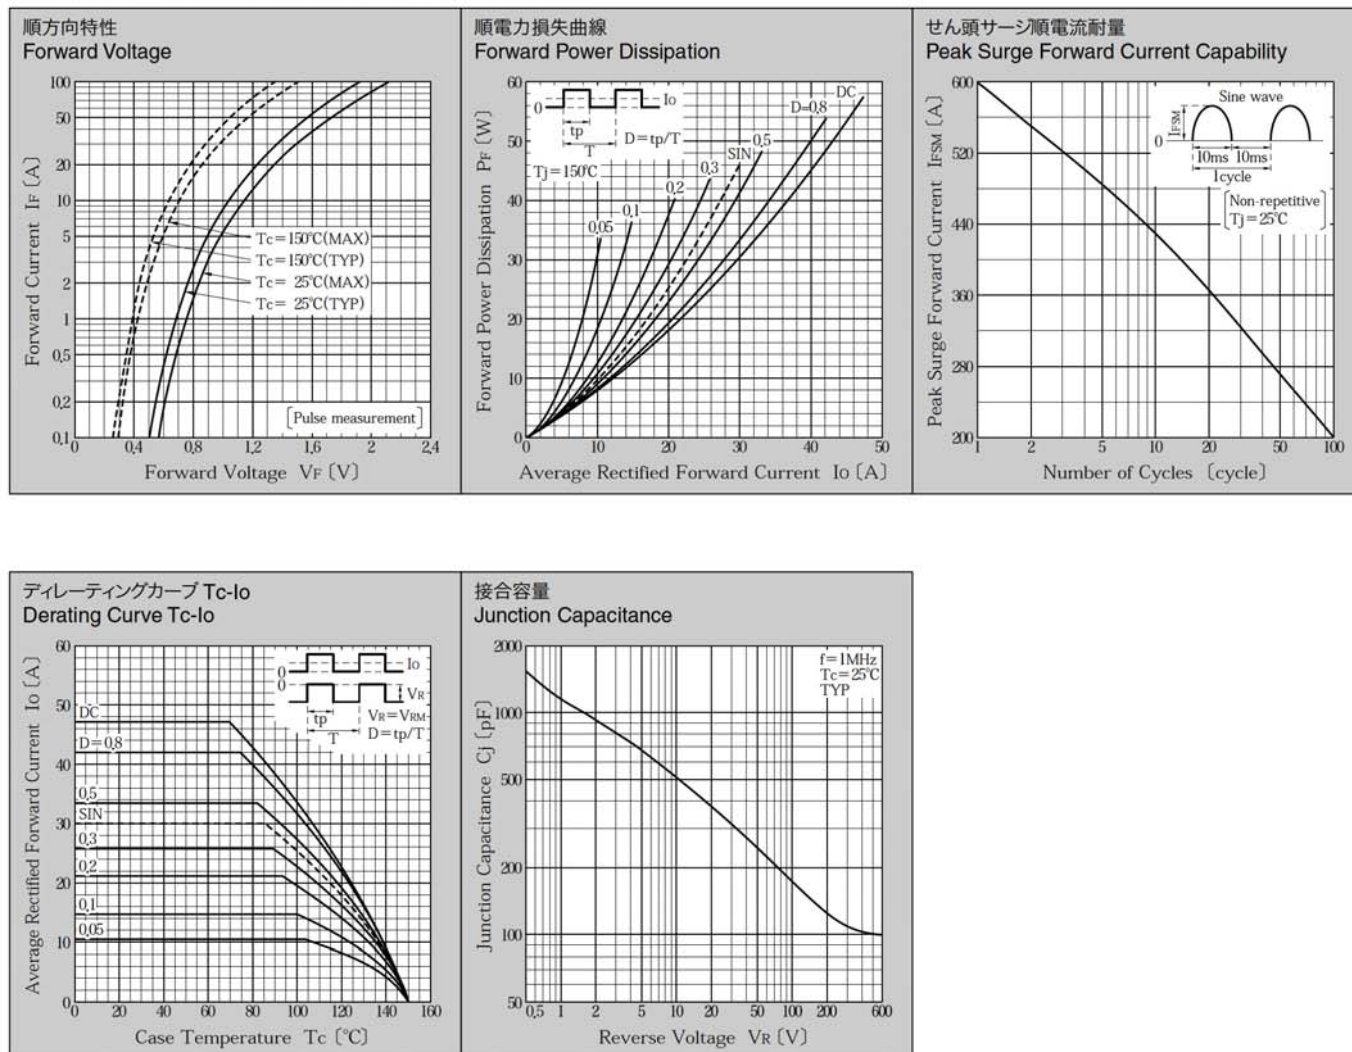 順方向特性
Forward Voltage
Forward Current IF〔A〕
100
50
20
10
5
2
1
0.5
0.2
0.1
Tc=150℃(MAX)
Tc=150℃(TYP)
Tc= 25℃(MAX)
Tc= 25℃(TYP)
[Pulse measurement]
0 0.4 0.8 1.2 1.6 2 2.4
Forward Voltage VF〔V〕
順電力損失曲線
Forward Power Dissipation
Forward Power Dissipation PF〔W〕
60
50
40
30
20
10
0
0
Io
tp
T
D=tp/T
Tj=150℃
0.05
0.1
0.2
0.3
SIN
0.5
D=0.8
DC
0 10 20 30 40 50
Average Rectified Forward Current Io〔A〕
せん頭サージ順電流耐量
Peak Surge Forward Current Capability
Peak Surge Forward Current IFSM〔A〕
600
520
440
360
280
200
Sine wave
IFSM
0
10ms 10ms
1cycle
[Non-repetitive
Tj=25℃]
1 2 5 10 20 50 100
Number of Cycles 〔cycle〕
ディレーティングカーブ Tc-Io
Derating Curve Tc-Io
Average Rectified Forward Current Io〔A〕
60
50
40
30
20
10
0
0
Io
0
VR
tp
T
VR=VRM
D=tp/T
DC
D=0.8
0.5
SIN
0.3
0.2
0.1
0.05
0 20 40 60 80 100 120 140 160
Case Temperature Tc〔℃〕
接合容量
Junction Capacitance
Junction Capacitance Cj〔pF〕
2000
1000
500
200
100
50
f=1MHz
Tc=25℃
TYP
0.5 1 2 5 10 20 50 100 200 600
Reverse Voltage VR〔V〕